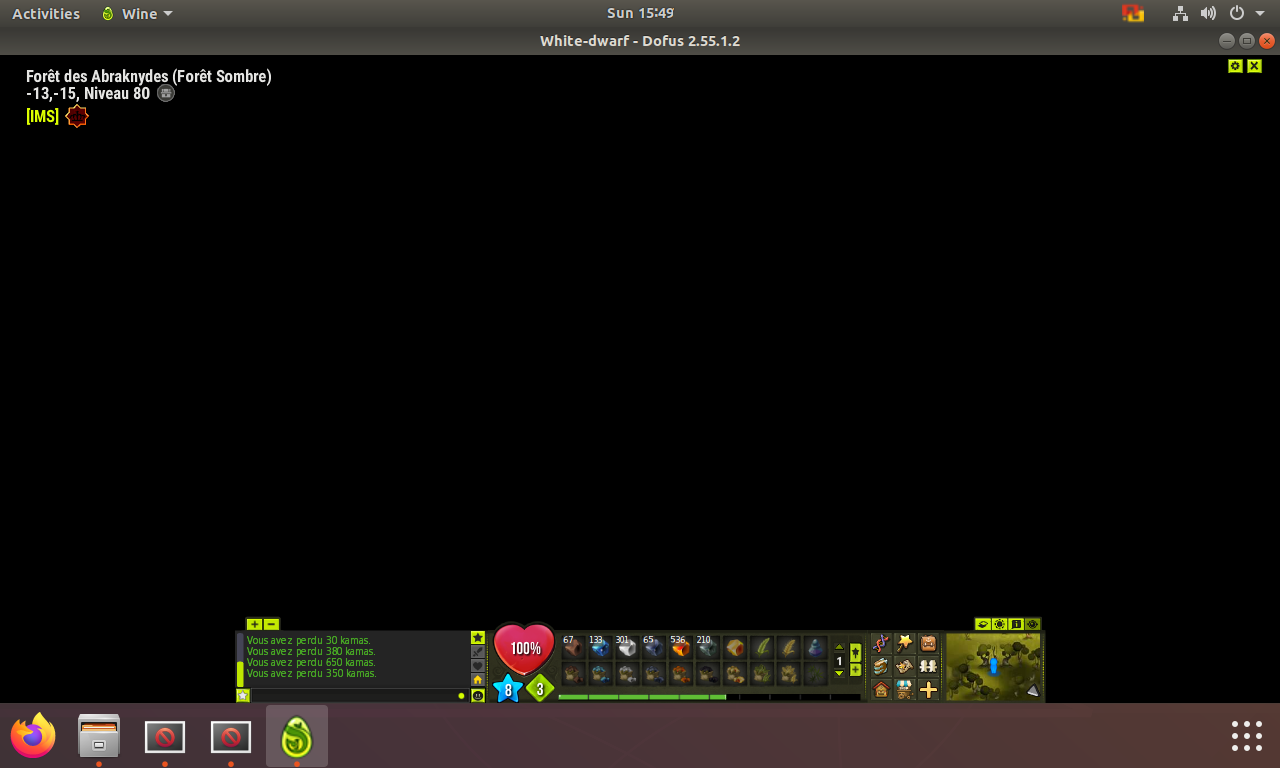 Activities
Wine
Sun 15:49
White-dwarf - Dofus 2.55.1.2
Forêt des Abraknydes (Forêt Sombre)
-13,-15, Niveau 80
[IMS]
Vous avez perdu 30 kamas.
Vous avez perdu 380 kamas.
Vous avez perdu 650 kamas.
Vous avez perdu 350 kamas.
100%
8
3
67
133
301
65
536
210
1